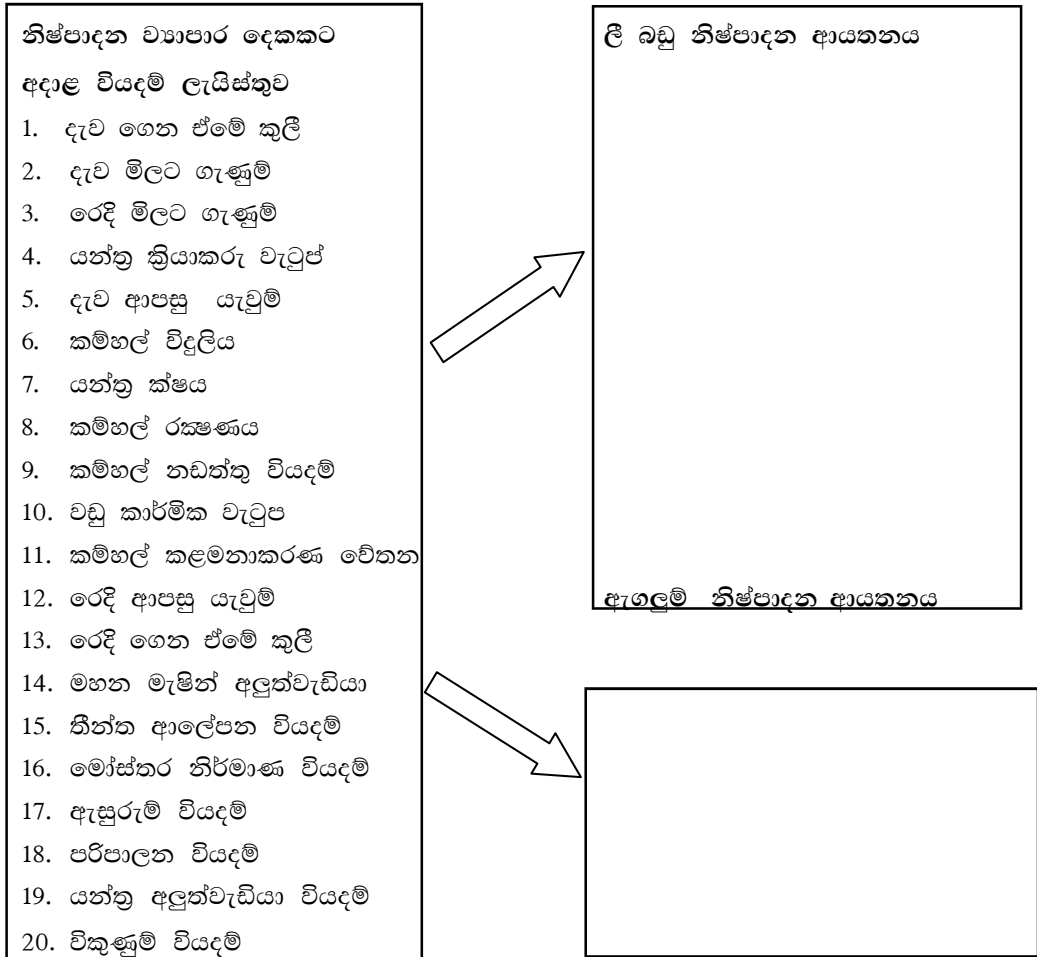 නිෂ්පාදන ව්‍යාපාර දෙකකට
අදාළ වියදම් ලැයිස්තුව
1. දැව ගෙන ඒමේ කුලී
2. දැව මිලට ගැණුම්
3. රෙදි මිලට ගැණුම්
4. යන්ත්‍ර ක්‍රියාකරු වැටුප්
5. දැව ආපසු යැවුම්
6. කම්හල් විදුලිය
7. යන්ත්‍ර ක්ෂය
8. කම්හල් රක්‍ෂණය
9. කම්හල් නඩත්තු වියදම්
10. වඩු කාර්මික වැටුප
11. කම්හල් කළමනාකරණ වේතන
12. රෙදි ආපසු යැවුම්
13. රෙදි ගෙන ඒමේ කුලී
14. මහන මැෂින් අලුත්වැඩියා
15. තීන්ත ආලේපන වියදම්
16. මෝස්තර නිර්මාණ වියදම්
17. ඇසුරුම් වියදම්
18. පරිපාලන වියදම්
19. යන්ත්‍ර අලුත්වැඩියා වියදම්
20. විකුණුම් වියදම්
ලී බඩු නිෂ්පාදන ආයතනය
ඇගලුම් නිෂ්පාදන ආයතනය